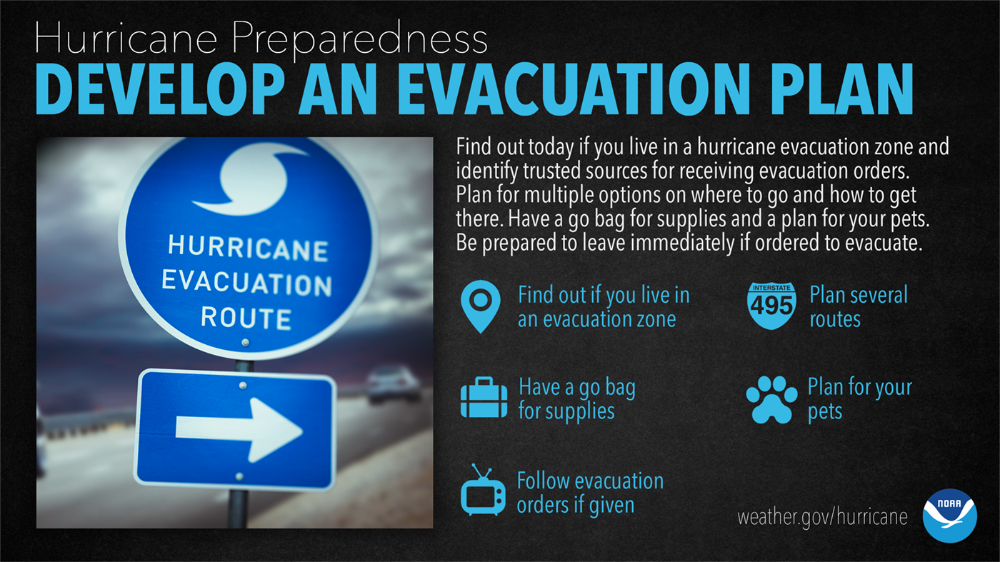 Hurricane Preparedness
DEVELOP AN EVACUATION PLAN
HURRICANE
EVACUATION
ROUTE
Find out today if you live in a hurricane evacuation zone and
identify trusted sources for receiving evacuation orders.
Plan for multiple options on where to go and how to get
there. Have a go bag for supplies and a plan for your pets.
Be prepared to leave immediately if ordered to evacuate.
Find out if you live in
an evacuation zone
INTERSTATE
495
Plan several
routes
Have a go bag
for supplies
Plan for your
pets
Follow evacuation
orders if given
weather.gov/hurricane
NOAA